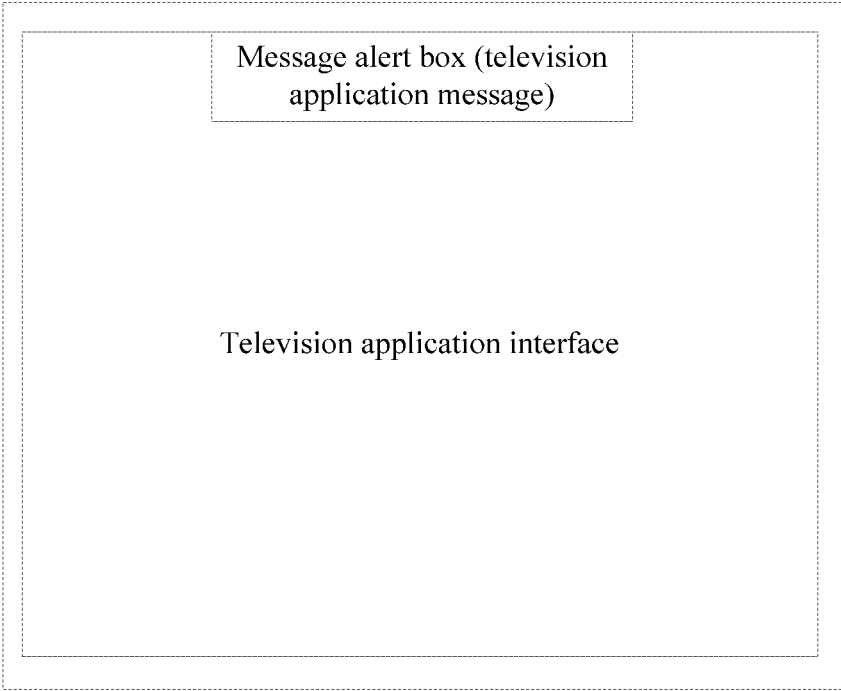 Message alert box (television
application message)
Television application interface